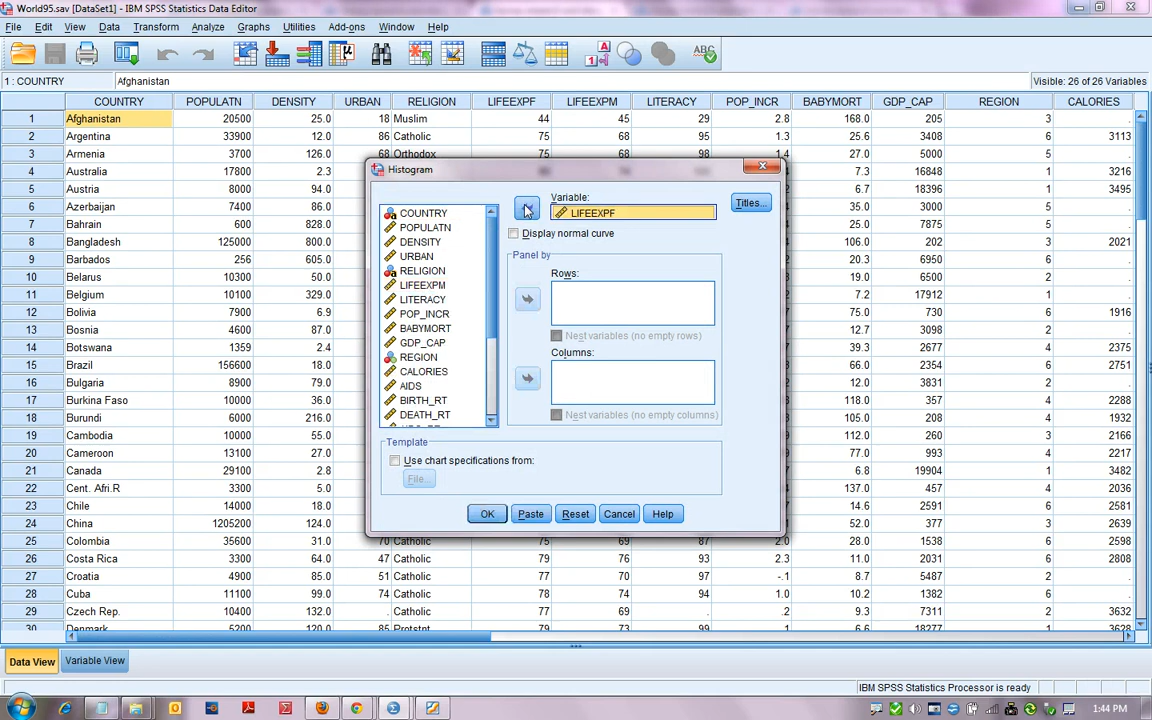 World95.sav [DataSet1] - IBM SPSS Statistics Data Editor
File Edit View Data Transform Analyze Graphs Utilities Add-ons Window Help
1 : COUNTRY Afghanistan Visible: 26 of 26 Variables
COUNTRY POPULATN DENSITY URBAN RELIGION LIFEEXPF LIFEEXPM LITERACY POP_INCR BABYMORT GDP_CAP REGION CALORIES
1 Afghanistan 20500 25.0 18 Muslim 44 45 29 2.8 168.0 205 3 .
2 Argentina 33900 12.0 86 Catholic 75 68 95 1.3 25.6 3408 6 3113
3 Armenia 3700 126.0 68 Orthodox 75 68 98 1.4 27.0 5000 5 .
4 Australia 17800 2.3 7.3 16848 1 3216
5 Austria 8000 94.0 6.7 18396 1 3495
6 Azerbaijan 7400 86.0 35.0 3000 5 .
7 Bahrain 600 828.0 25.0 7875 5 .
8 Bangladesh 125000 800.0 106.0 202 3 2021
9 Barbados 256 605.0 20.3 6950 6 .
10 Belarus 10300 50.0 19.0 6500 2 .
11 Belgium 10100 329.0 7.2 17912 1 .
12 Bolivia 7900 6.9 75.0 730 6 1916
13 Bosnia 4600 87.0 12.7 3098 2 .
14 Botswana 1359 2.4 39.3 2677 4 2375
15 Brazil 156600 18.0 66.0 2354 6 2751
16 Bulgaria 8900 79.0 12.0 3831 2 .
17 Burkina Faso 10000 36.0 118.0 357 4 2288
18 Burundi 6000 216.0 105.0 208 4 1932
19 Cambodia 10000 55.0 112.0 260 3 2166
20 Cameroon 13100 27.0 77.0 993 4 2217
21 Canada 29100 2.8 6.8 19904 1 3482
22 Cent. Afri.R 3300 5.0 137.0 457 4 2036
23 Chile 14000 18.0 14.6 2591 6 2581
24 China 1205200 124.0 52.0 377 3 2639
25 Colombia 35600 31.0 70 Catholic 75 69 87 2.0 28.0 1538 6 2598
26 Costa Rica 3300 64.0 47 Catholic 79 76 93 2.3 11.0 2031 6 2808
27 Croatia 4900 85.0 51 Catholic 77 70 97 -.1 8.7 5487 2 .
28 Cuba 11100 99.0 74 Catholic 78 74 94 1.0 10.2 1382 6 .
29 Czech Rep. 10400 132.0 . Catholic 77 69 . .2 9.3 7311 2 3632
30 Denmark 5200 120.0 85 Protstnt 79 73 99 .1 6.6 18277 1 3628
Histogram
COUNTRY
POPULATN
DENSITY
URBAN
RELIGION
LIFEEXPM
LITERACY
POP_INCR
BABYMORT
GDP_CAP
REGION
CALORIES
AIDS
BIRTH_RT
DEATH_RT
Variable:
LIFEEXPF
Titles...
Display normal curve
Panel by
Rows:
Nest variables (no empty rows)
Columns:
Nest variables (no empty columns)
Template
Use chart specifications from:
File...
OK Paste Reset Cancel Help
Data View Variable View
IBM SPSS Statistics Processor is ready
1:44 PM